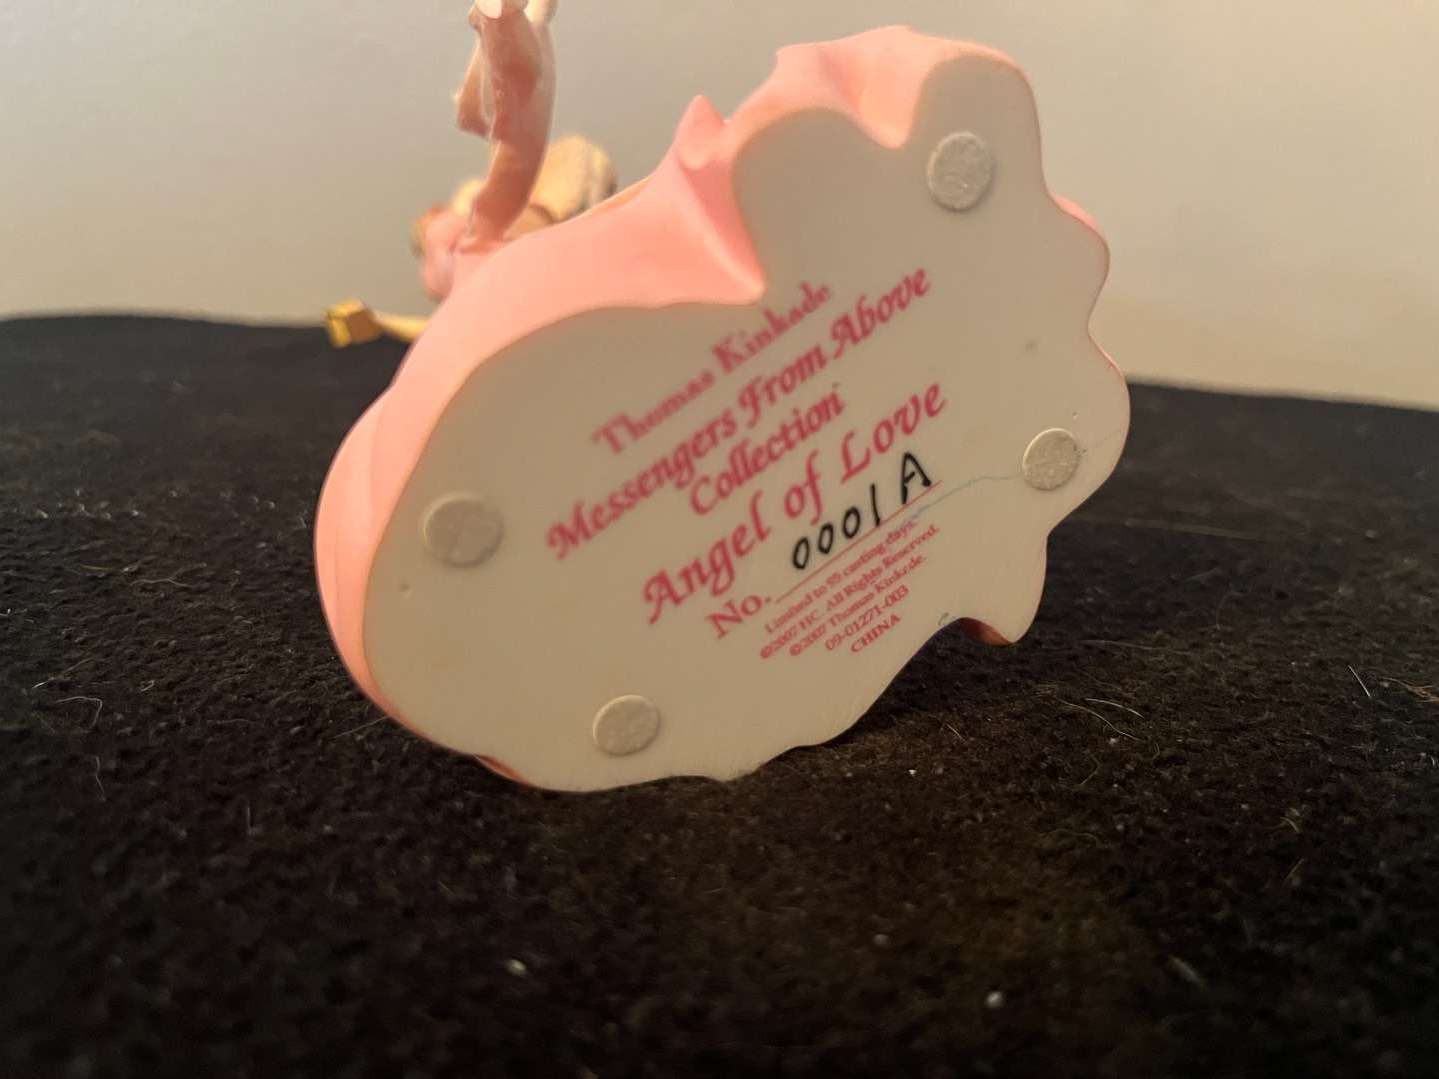 Thomas Kinkade
Messengers From Above
Collection
Angel of Love
No. 0001A
Limited to 95 casting days.
©2007 HC. All Rights Reserved.
©2007 Thomas Kinkade.
09-01271-003
CHINA